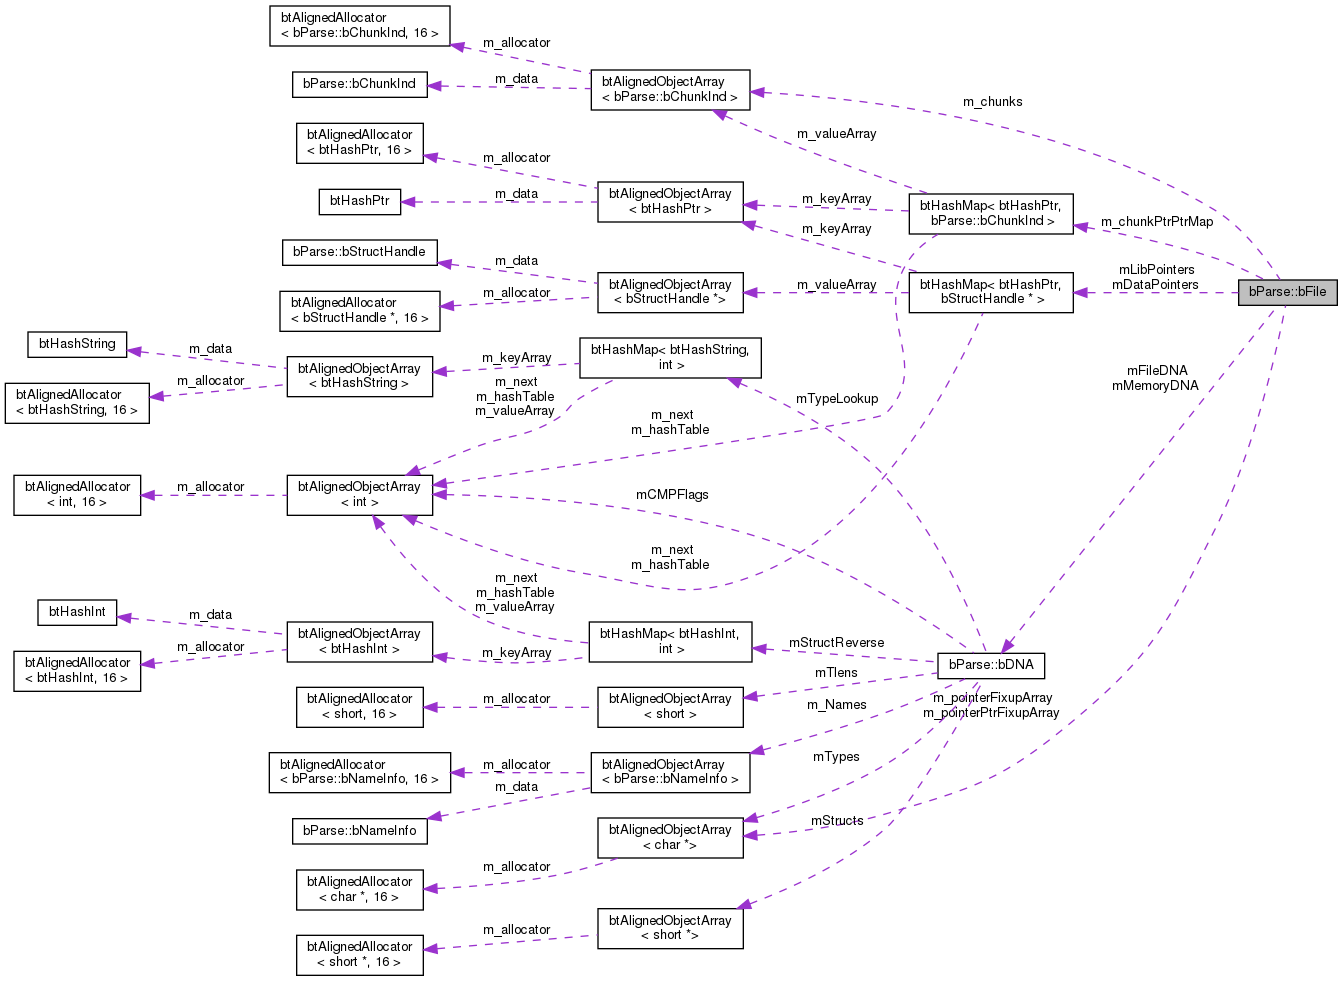 btAlignedAllocator
< bParse::bChunkInd, 16 >
m_allocator
bParse::bChunkInd
m_data
btAlignedObjectArray
< bParse::bChunkInd >
m_chunks
btAlignedAllocator
< btHashPtr, 16 >
m_allocator
m_valueArray
btHashPtr
m_data
btAlignedObjectArray
< btHashPtr >
m_keyArray
m_keyArray
btHashMap< btHashPtr,
bParse::bChunkInd >
m_chunkPtrPtrMap
bParse::bStructHandle
m_data
btAlignedAllocator
< bStructHandle *, 16 >
m_allocator
btAlignedObjectArray
< bStructHandle *>
m_valueArray
btHashMap< btHashPtr,
bStructHandle * >
mLibPointers
mDataPointers
bParse::bFile
btHashString
m_data
btAlignedAllocator
< btHashString, 16 >
m_allocator
btAlignedObjectArray
< btHashString >
m_keyArray
m_next
m_hashTable
m_valueArray
btHashMap< btHashString,
int >
mTypeLookup
mFileDNA
mMemoryDNA
m_next
m_hashTable
btAlignedAllocator
< int, 16 >
m_allocator
btAlignedObjectArray
< int >
mCMPFlags
m_next
m_hashTable
m_next
m_hashTable
m_valueArray
btHashInt
m_data
btAlignedAllocator
< btHashInt, 16 >
m_allocator
btAlignedObjectArray
< btHashInt >
m_keyArray
btHashMap< btHashInt,
int >
mStructReverse
bParse::bDNA
btAlignedAllocator
< short, 16 >
m_allocator
btAlignedObjectArray
< short >
mTlens
m_Names
m_pointerFixupArray
m_pointerPtrFixupArray
btAlignedAllocator
< bParse::bNameInfo, 16 >
m_allocator
m_data
btAlignedObjectArray
< bParse::bNameInfo >
mTypes
bParse::bNameInfo
btAlignedObjectArray
< char *>
mStructs
btAlignedAllocator
< char *, 16 >
m_allocator
btAlignedObjectArray
< short *>
btAlignedAllocator
< short *, 16 >
m_allocator